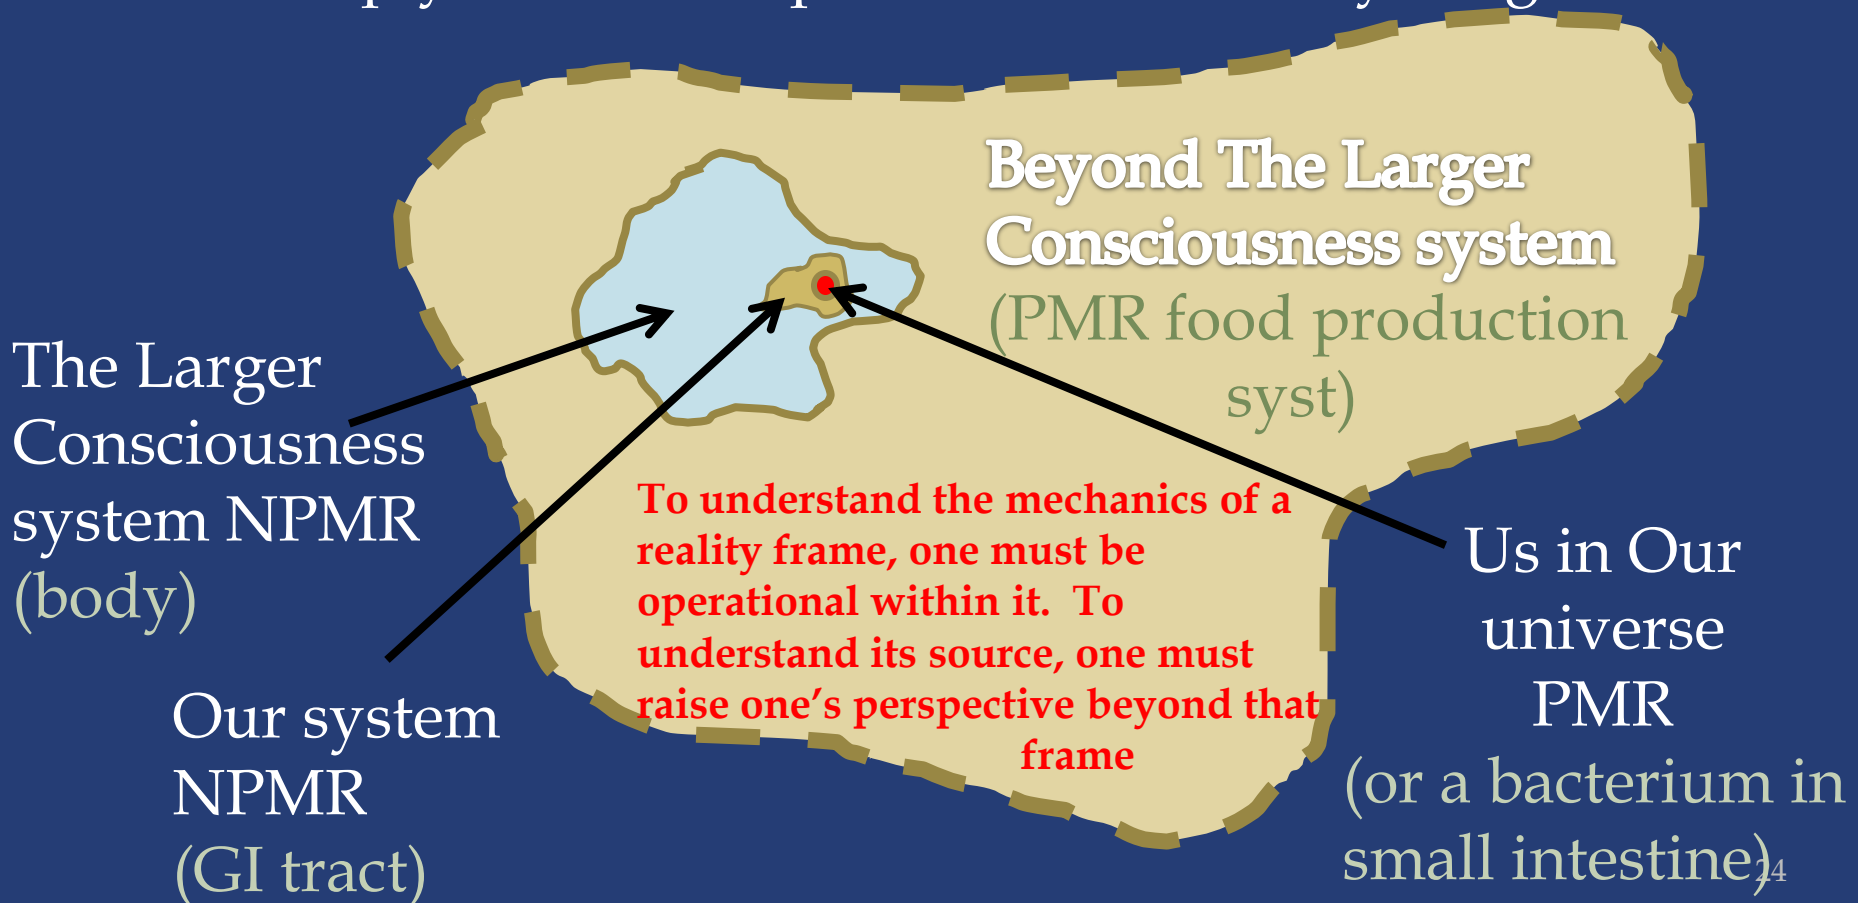 Beyond The Larger
Consciousness system
(PMR food production
syst)
The Larger
Consciousness
system NPMR
(body)
To understand the mechanics of a
reality frame, one must be
operational within it.  To
understand its source, one must
raise one’s perspective beyond that
frame
Us in Our
universe
PMR
(or a bacterium in
small intestine)
Our system
NPMR
(GI tract)
24